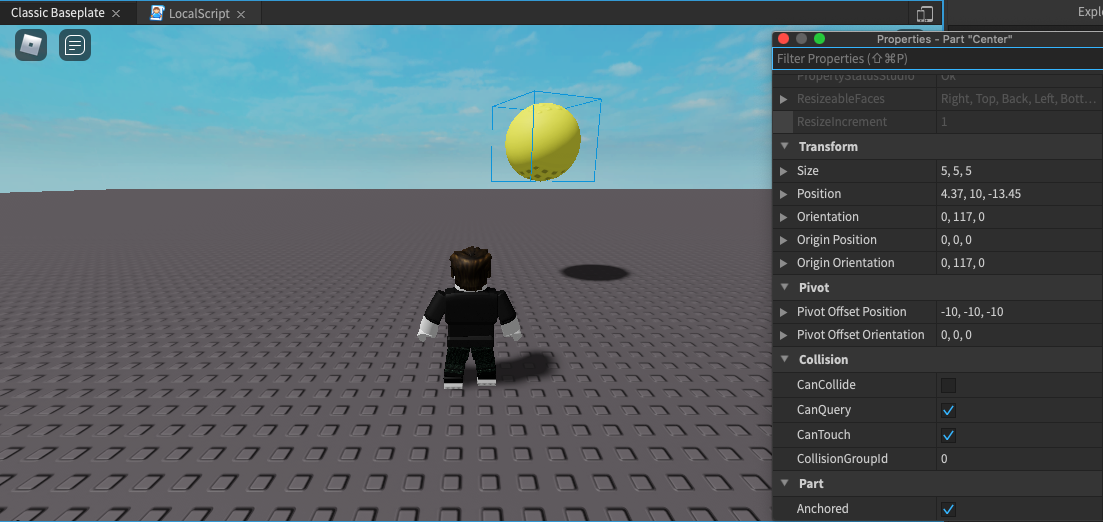 Classic Baseplate
LocalScript
Explo
Properties - Part "Center"
Filter Properties (⇧⌘P)
PropertyStatusStudio Ok
ResizeableFaces Right, Top, Back, Left, Bott...
ResizeIncrement 1
Transform
Size 5, 5, 5
Position 4.37, 10, -13.45
Orientation 0, 117, 0
Origin Position 0, 0, 0
Origin Orientation 0, 117, 0
Pivot
Pivot Offset Position -10, -10, -10
Pivot Offset Orientation 0, 0, 0
Collision
CanCollide
CanQuery
CanTouch
CollisionGroupId 0
Part
Anchored